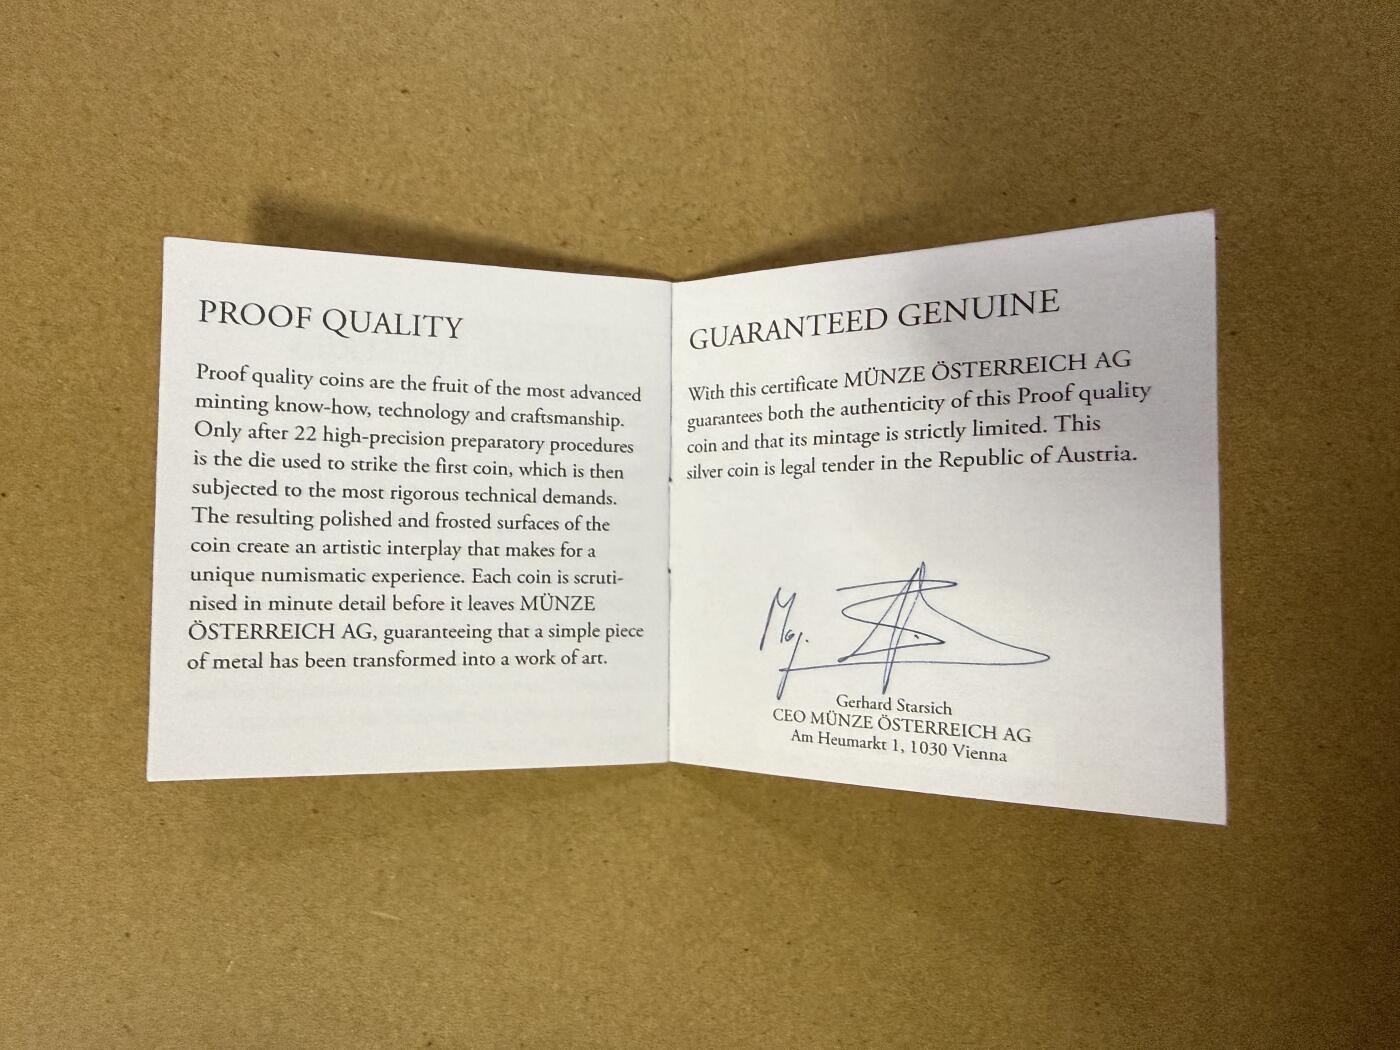 PROOF QUALITY
Proof quality coins are the fruit of the most advanced
minting know-how, technology and craftsmanship.
Only after 22 high-precision preparatory procedures
is the die used to strike the first coin, which is then
subjected to the most rigorous technical demands.
The resulting polished and frosted surfaces of the
coin create an artistic interplay that makes for a
unique numismatic experience. Each coin is scruti-
nised in minute detail before it leaves MÜNZE
ÖSTERREICH AG, guaranteeing that a simple piece
of metal has been transformed into a work of art.
GUARANTEED GENUINE
With this certificate MÜNZE ÖSTERREICH AG
guarantees both the authenticity of this Proof quality
coin and that its mintage is strictly limited. This
silver coin is legal tender in the Republic of Austria.
Mag.
Gerhard Starsich
CEO MÜNZE ÖSTERREICH AG
Am Heumarkt 1, 1030 Vienna